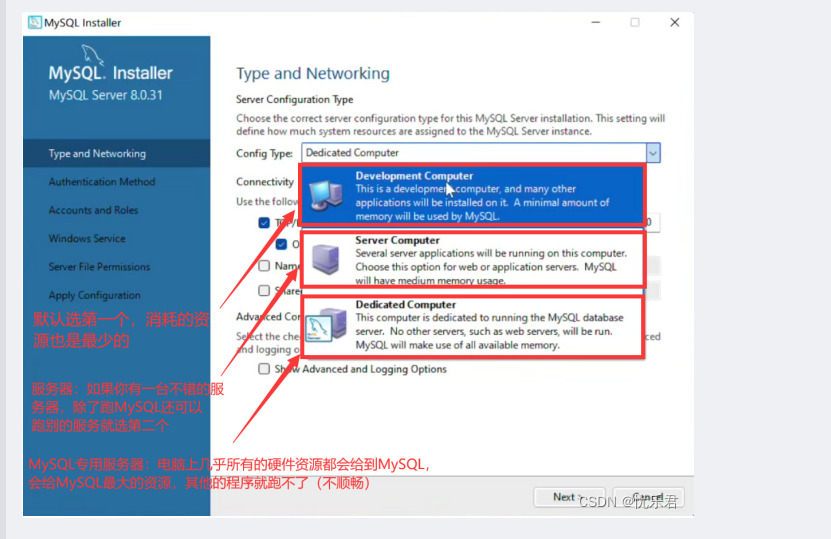 MySQL Installer
MySQL. Installer
MySQL Server 8.0.31
Type and Networking
Authentication Method
Accounts and Roles
Windows Service
Server File Permissions
Apply Configuration
默认选第一个，消耗的资
源也是最少的
服务器：如果你有一台不错的服
务器，除了跑MySQL还可以
跑别的服务就选第二个
MySQL专用服务器：电脑上几乎所有的硬件资源都会给到MySQL，
会给MySQL最大的资源，其他的程序就跑不了（不顺畅）
Type and Networking
Server Configuration Type
Choose the correct server configuration type for this MySQL Server installation. This setting will
define how much system resources are assigned to the MySQL Server instance.
Config Type: Dedicated Computer
Development Computer
This is a development computer, and many other
applications will be installed on it. A minimal amount of
memory will be used by MySQL.
Server Computer
Several server applications will be running on this computer.
Choose this option for web or application servers. MySQL
will have medium memory usage.
Dedicated Computer
This computer is dedicated to running the MySQL database
server. No other servers, such as web servers, will be run.
MySQL will make use of all available memory.
Connectivity
Use the follow
0
O
Name
Share
Advanced Con
Select the che
ced
and logging o
Show Advanced and Logging Options
Next >
Cancel
CSDN @优乐君